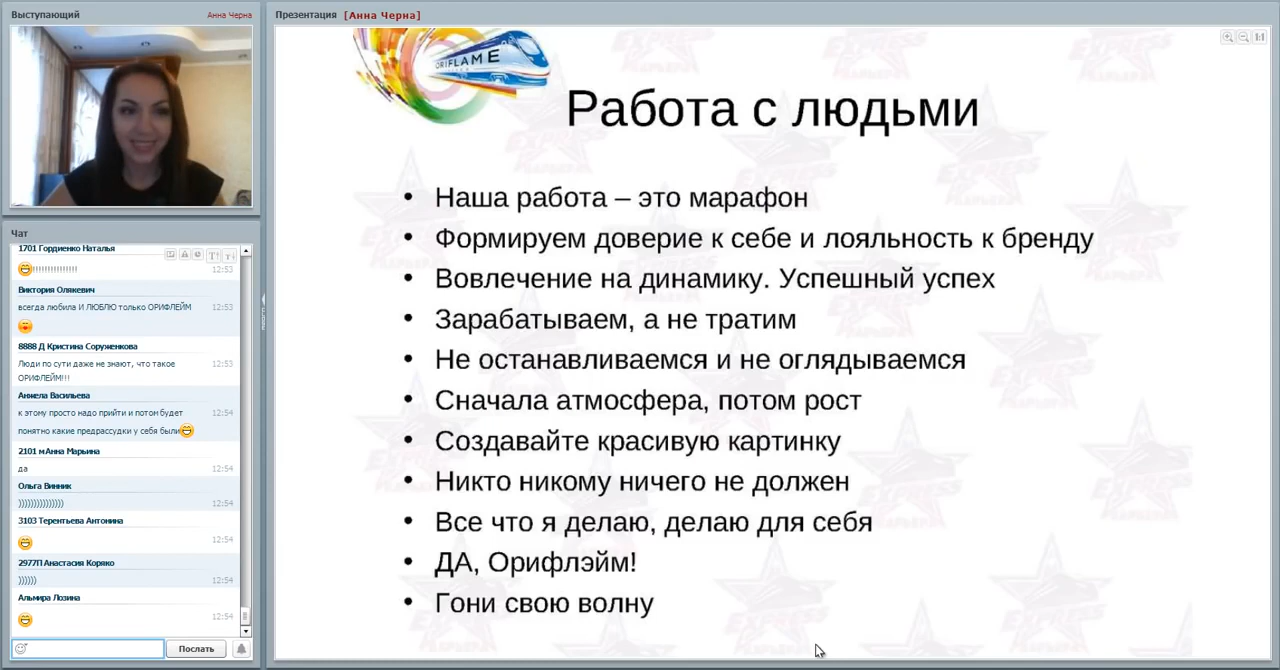 Выступающий
Анна Черна
Чат
1701 Гордиенко Наталья
!!!!!!!!!!!!!!!
12:53
Виктория Олякевич
всегда любила И ЛЮБЛЮ только ОРИФЛЕЙМ
12:53
8888 Д Кристина Соруженкова
Люди по сути даже не знают, что такое
12:53
ОРИФЛЕЙМ!!!
Анжела Васильева
к этому просто надо прийти и потом будет
12:54
понятно какие предрассудки у себя были
2101 мАнна Марьина
да
12:54
Ольга Винник
)))))))))))))))
12:54
3103 Терентьева Антонина
12:54
2977П Анастасия Коряко
))))))
12:54
Альмира Лозина
12:54
Послать
Презентация [Анна Черна]
ORIFLAME
Работа с людьми
• Наша работа – это марафон
• Формируем доверие к себе и лояльность к бренду
• Вовлечение на динамику. Успешный успех
• Зарабатываем, а не тратим
• Не останавливаемся и не оглядываемся
• Сначала атмосфера, потом рост
• Создавайте красивую картинку
• Никто никому ничего не должен
• Все что я делаю, делаю для себя
• ДА, Орифлэйм!
• Гони свою волну